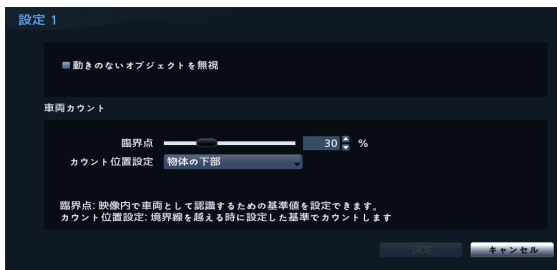 設定 1
動きのないオブジェクトを無視
車両カウント
臨界点 30 %
カウント位置設定 物体の下部
臨界点: 映像内で車両として認識するための基準値を設定できます。
カウント位置設定: 境界線を越える時に設定した基準でカウントします
決定 キャンセル